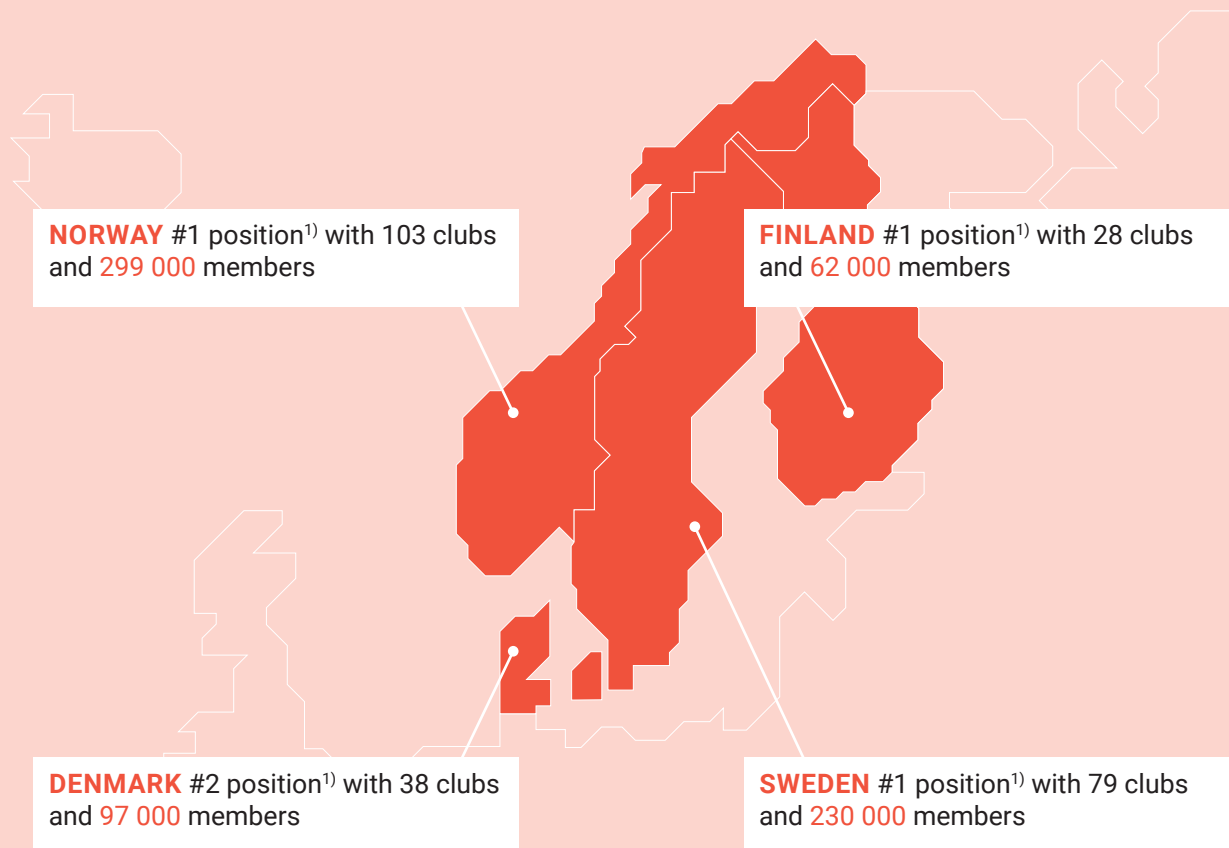 NORWAY #1 position1) with 103 clubs
and 299 000 members
FINLAND #1 position1) with 28 clubs
and 62 000 members
DENMARK #2 position1) with 38 clubs
and 97 000 members
SWEDEN #1 position1) with 79 clubs
and 230 000 members